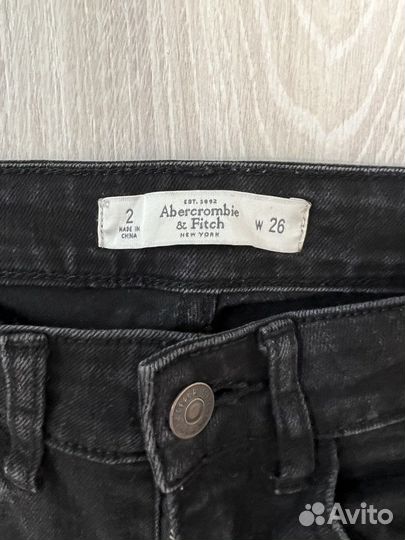 EST. 1892
2
MADE IN
CHINA
Abercrombie
& Fitch
NEW YORK
W 26
Avito